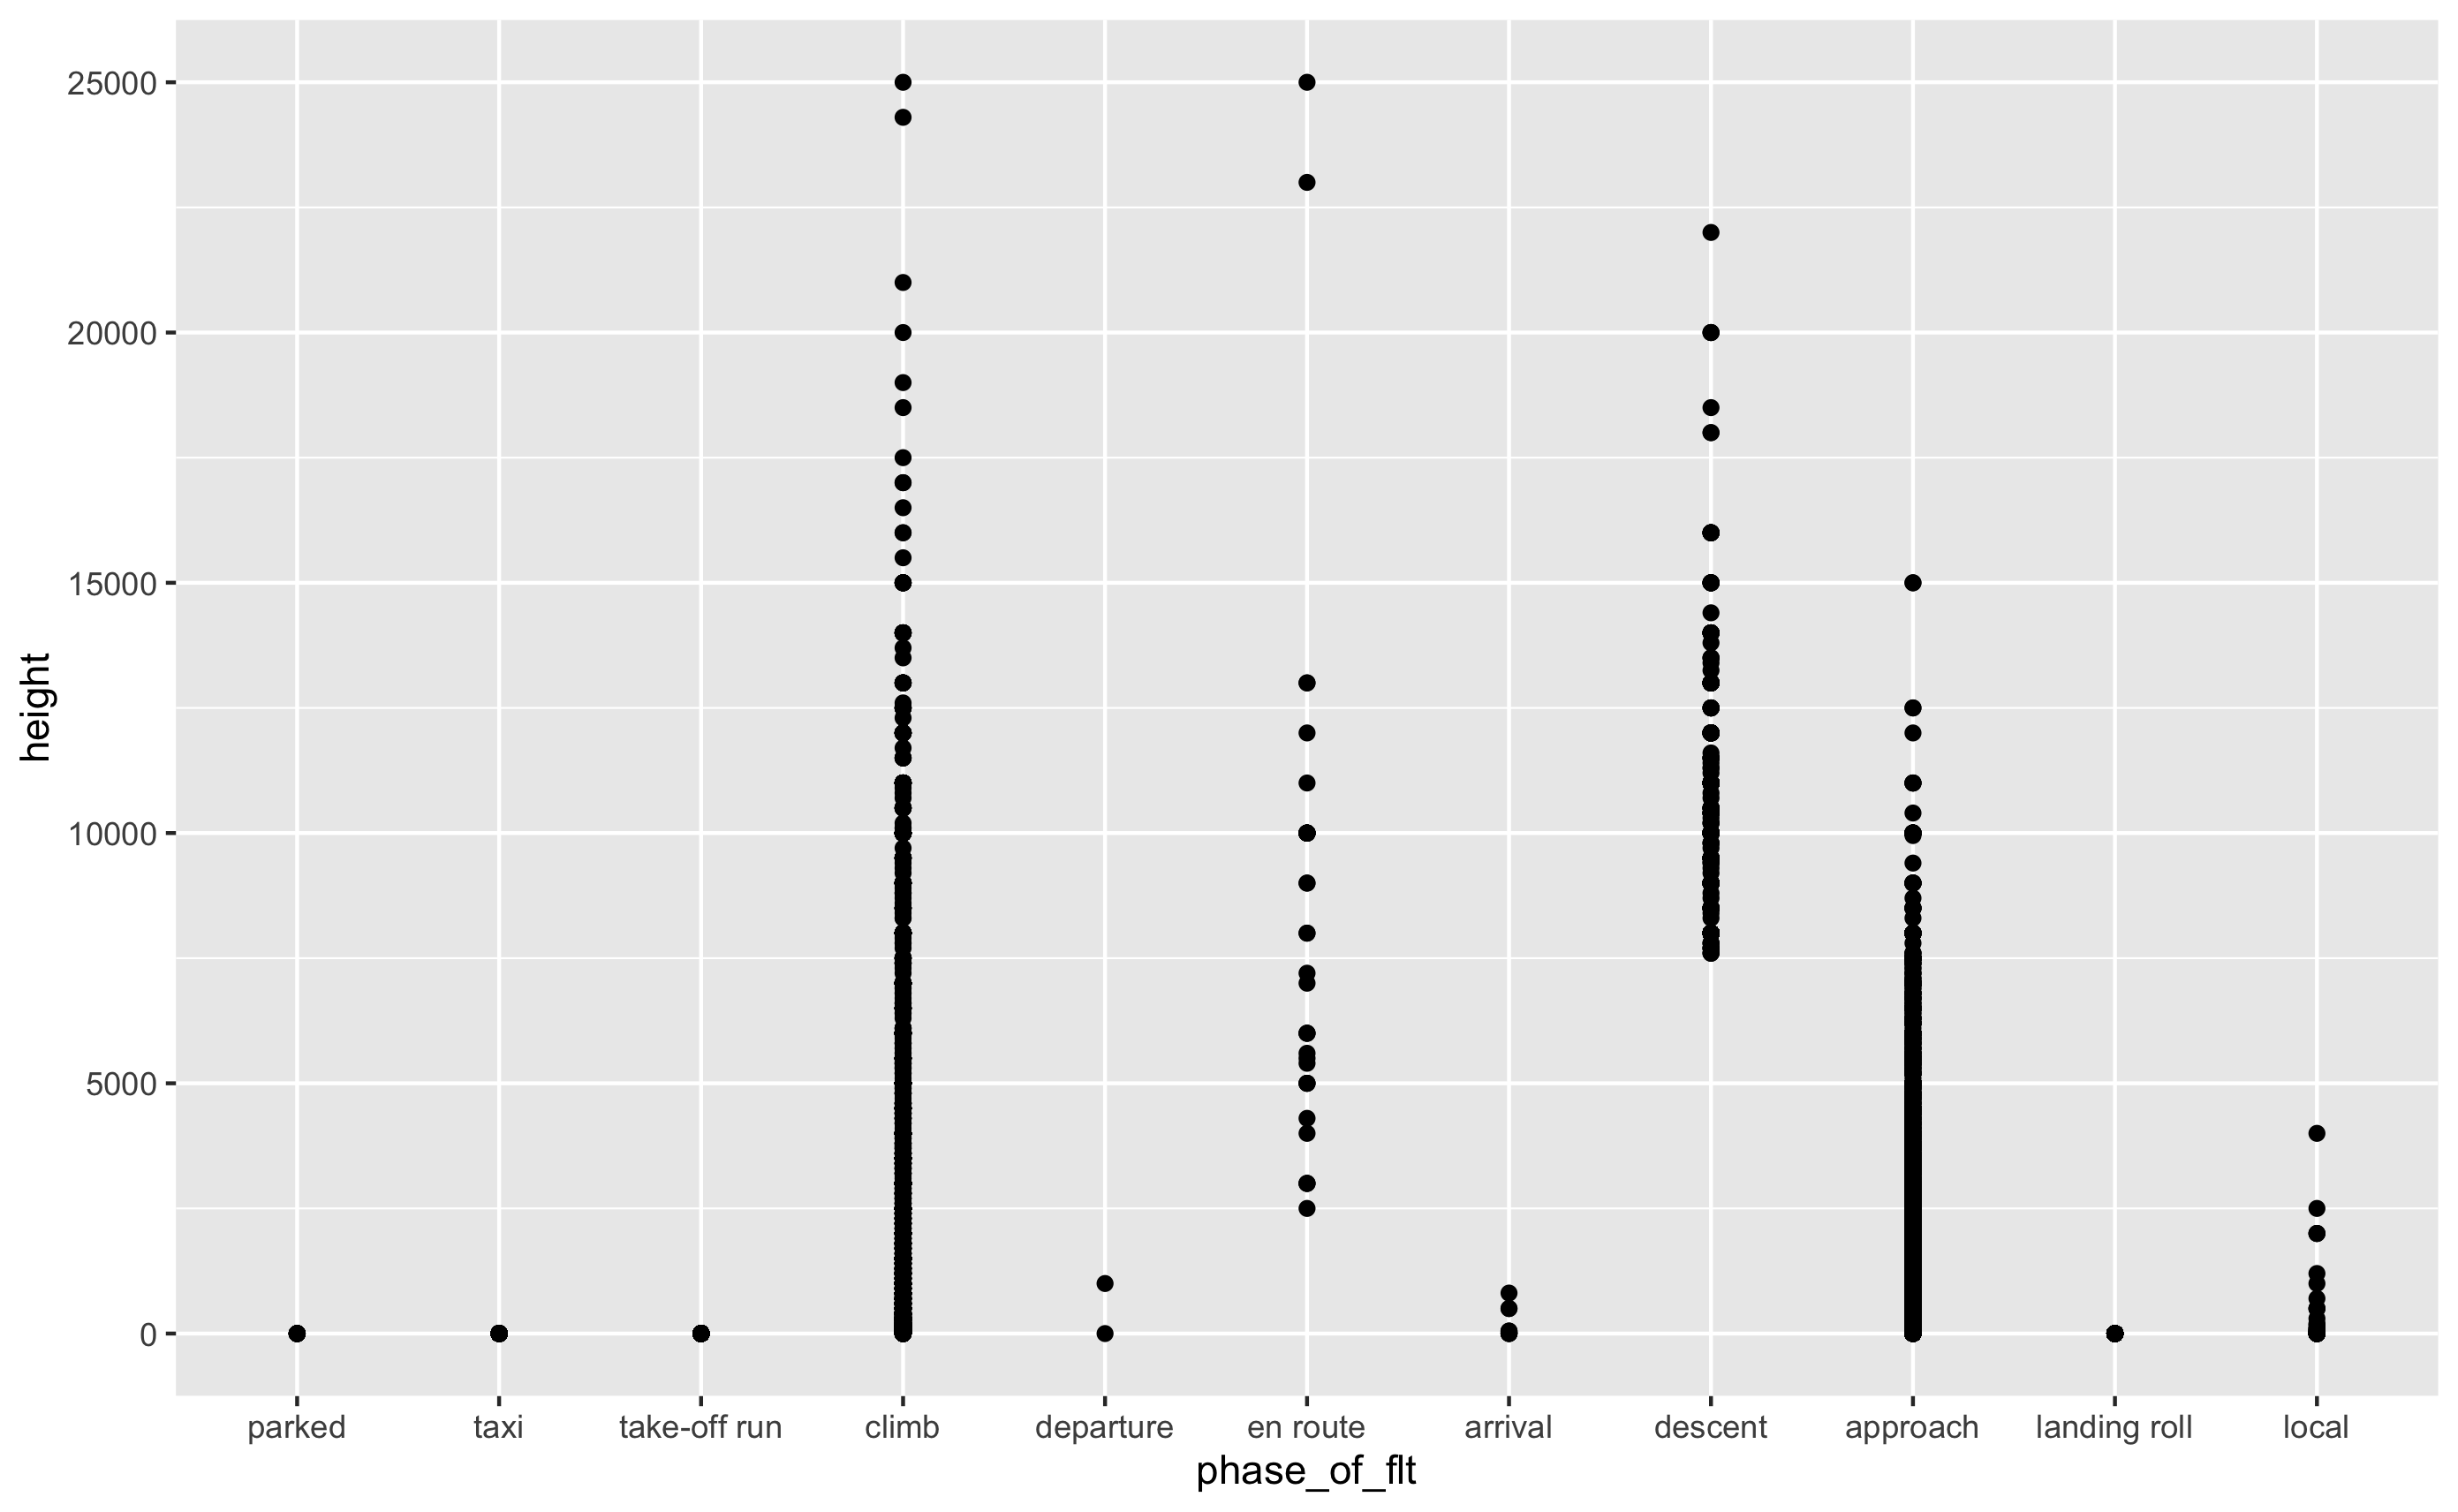 25000
20000
15000
10000
5000
0
height
parked taxi take-off run climb departure en route arrival descent approach landing roll local
phase_of_flt